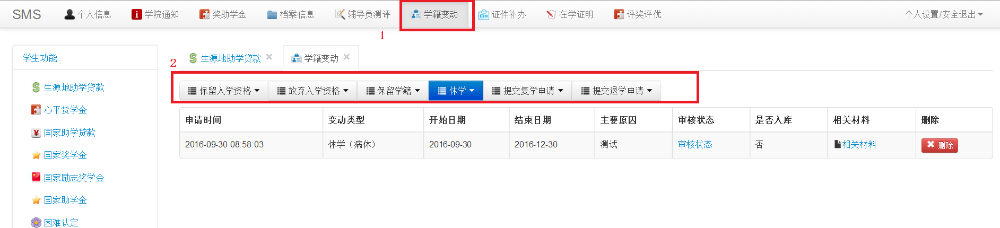 SMS 个人信息 学院通知 奖助学金 档案信息 辅导员测评 学籍变动 证件补办 在学证明 评奖评优 个人设置/安全退出
1
学生功能
生源地助学贷款
心平货学金
国家助学贷款
国家奖学金
国家励志奖学金
国家助学金
困难认定
生源地助学贷款 学籍变动
2
保留入学资格 放弃入学资格 保留学籍 休学 提交复学申请 提交退学申请
申请时间 变动类型 开始日期 结束日期 主要原因 审核状态 是否入库 相关材料 删除
2016-09-30 08:58:03 休学（病休） 2016-09-30 2016-12-30 测试 审核状态 否 相关材料 删除